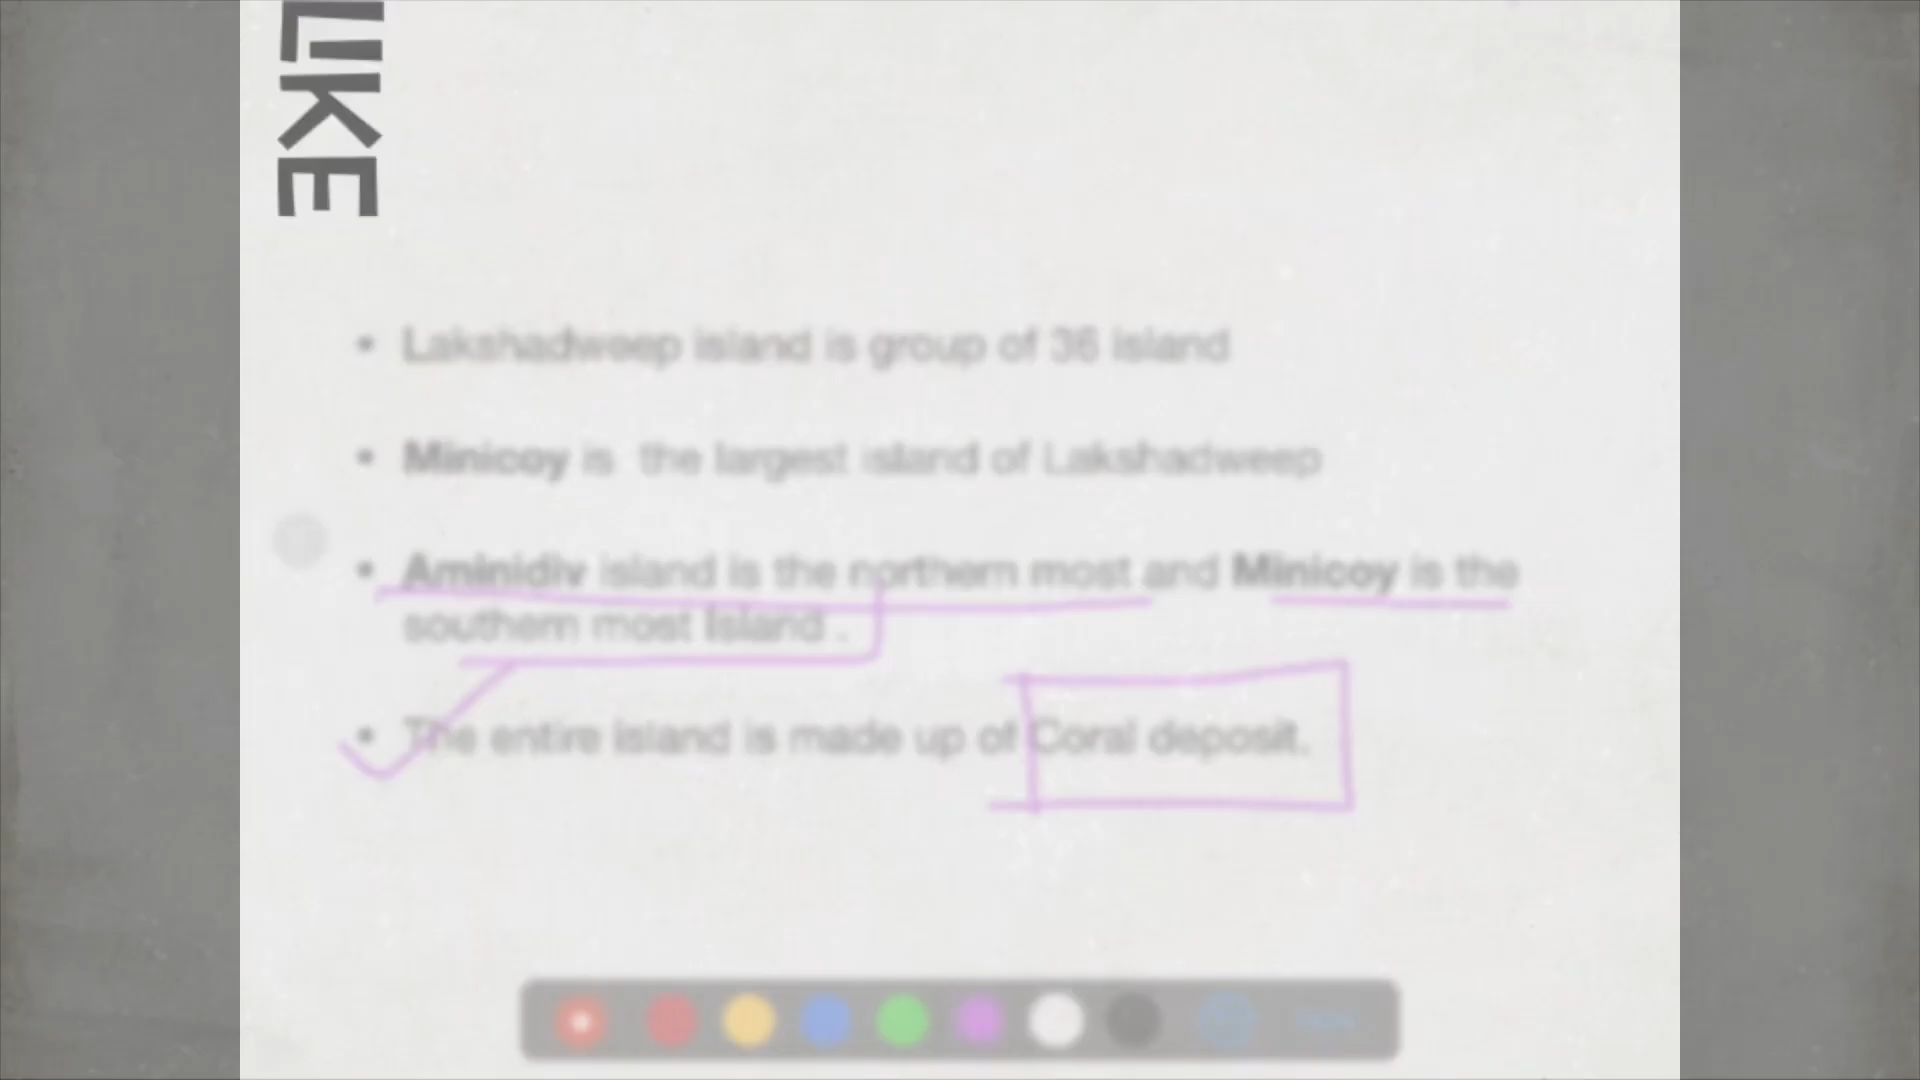 LIKE
• Lakshadweep island is group of 36 island
• Minicoy is the largest island of Lakshadweep
• Aminidiv island is the northern most and Minicoy is the
southern most Island .
• The entire island is made up of Coral deposit.